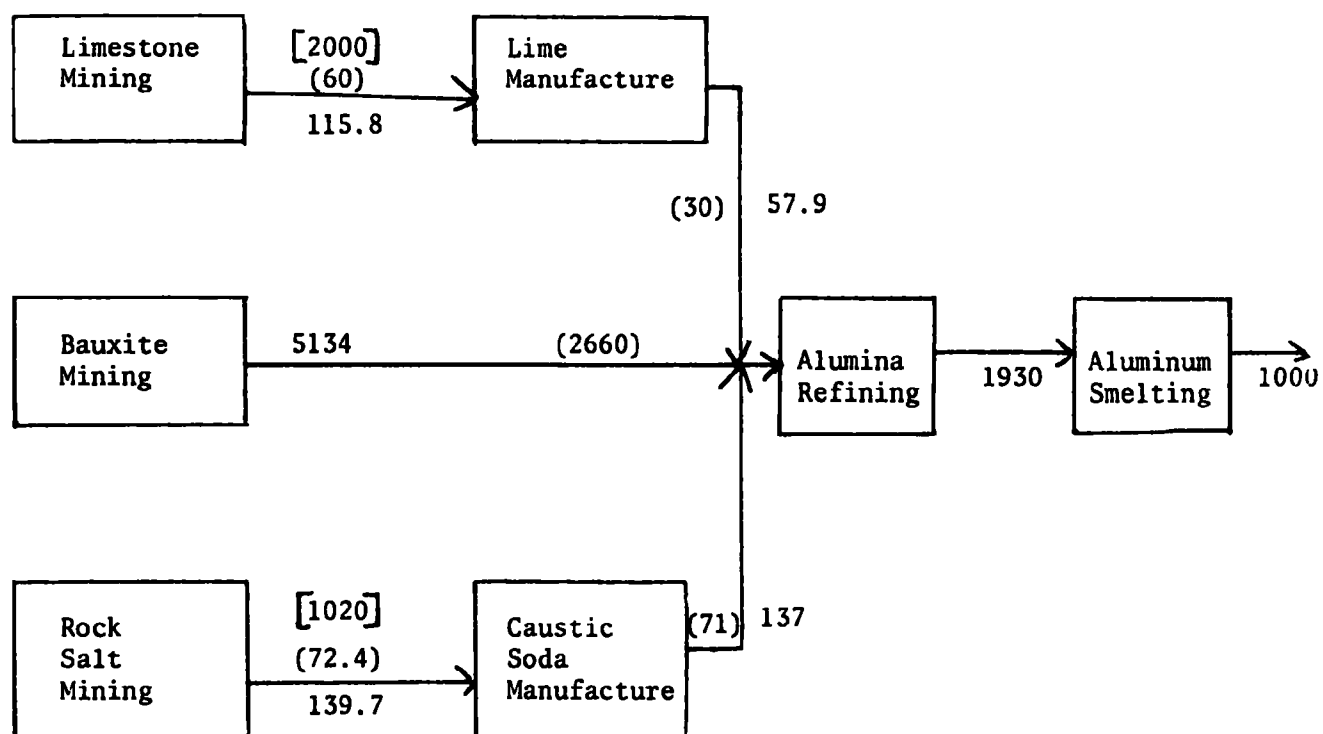 Limestone
Mining
[2000]
(60)
115.8
Lime
Manufacture
(30)
57.9
Bauxite
Mining
5134
(2660)
Alumina
Refining
1930
Aluminum
Smelting
1000
Rock
Salt
Mining
[1020]
(72.4)
139.7
Caustic
Soda
Manufacture
(71)
137